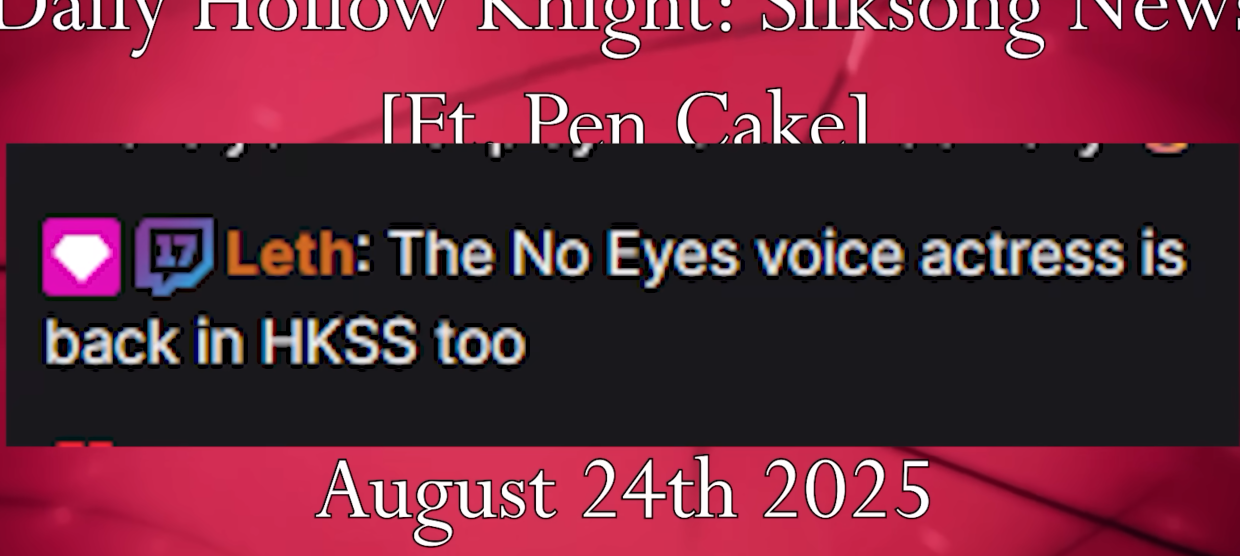 Daily Hollow Knight: Silksong News
[Ft. Pen Cake]
17 Leth: The No Eyes voice actress is
back in HKSS too
August 24th 2025